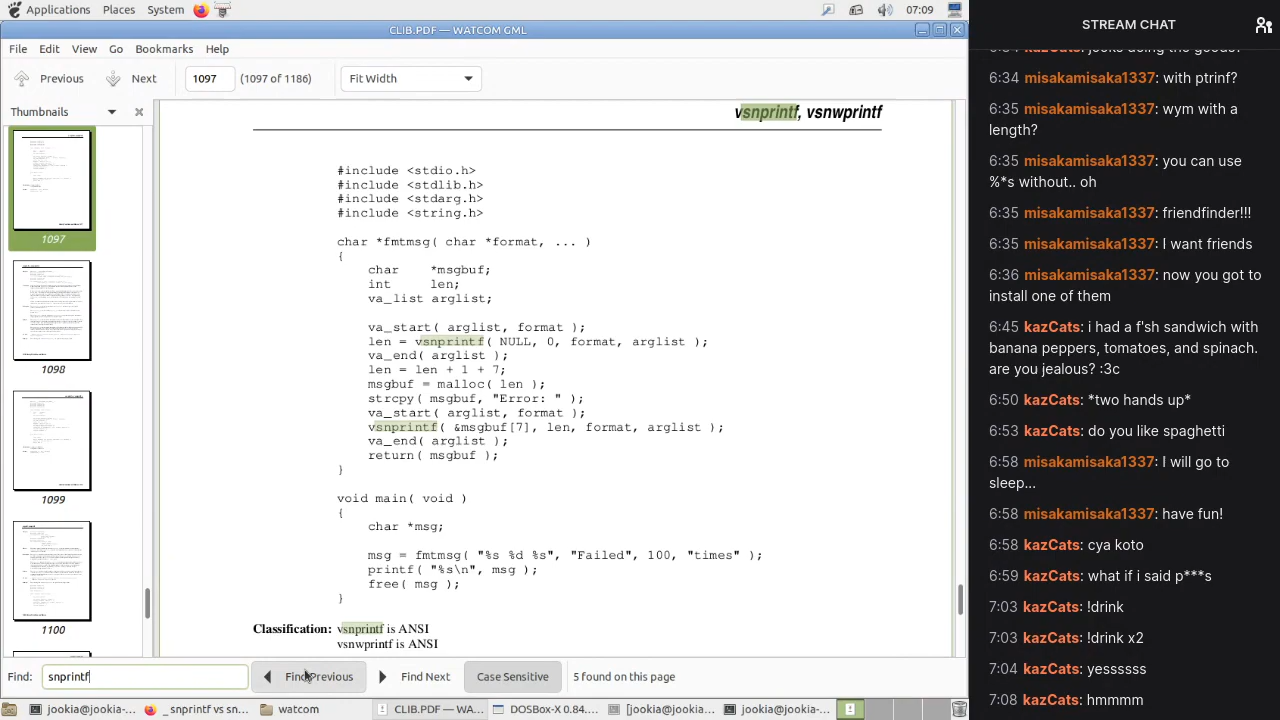 Applications Places System 07:09
CLIB.PDF — WATCOM GML
File Edit View Go Bookmarks Help
Previous Next 1097 (1097 of 1186) Fit Width
Thumbnails
1097
1098
1099
1100
vsnprintf, vsnwprintf
#include <stdio.h>
#include <stdlib.h>
#include <stdarg.h>
#include <string.h>
char *fmtmsg( char *format, ... )
{
char *msgbuf;
int len;
va_list arglist;
va_start( arglist, format );
len = vsnprintf( NULL, 0, format, arglist );
va_end( arglist );
len = len + 1 + 7;
msgbuf = malloc( len );
strcpy( msgbuf, "Error: " );
va_start( arglist, format );
vsnprintf( &msgbuf[7], len, format, arglist );
va_end( arglist );
return( msgbuf );
}
void main( void )
{
char *msg;
msg = fmtmsg( "%s %d %s", "Failed", 100, "times" );
printf( "%s\n", msg );
free( msg );
}
Classification: vsnprintf is ANSI
vsnwprintf is ANSI
Find: snprintf Find Previous Find Next Case Sensitive 5 found on this page
jookia@jookia-... _snprintf vs sn... watcom CLIB.PDF — WA... DOSBox-X 0.84.... [jookia@jookia... jookia@jookia-...
STREAM CHAT
6:34 misakamisaka1337: with ptrinf?
6:35 misakamisaka1337: wym with a
length?
6:35 misakamisaka1337: you can use
%*s without.. oh
6:35 misakamisaka1337: friendfinder!!!
6:35 misakamisaka1337: I want friends
6:36 misakamisaka1337: now you got to
install one of them
6:45 kazCats: i had a f'sh sandwich with
banana peppers, tomatoes, and spinach.
are you jealous? :3c
6:50 kazCats: *two hands up*
6:53 kazCats: do you like spaghetti
6:58 misakamisaka1337: I will go to
sleep...
6:58 misakamisaka1337: have fun!
6:58 kazCats: cya koto
6:59 kazCats: what if i said p***s
7:03 kazCats: !drink
7:03 kazCats: !drink x2
7:04 kazCats: yessssss
7:08 kazCats: hmmmm